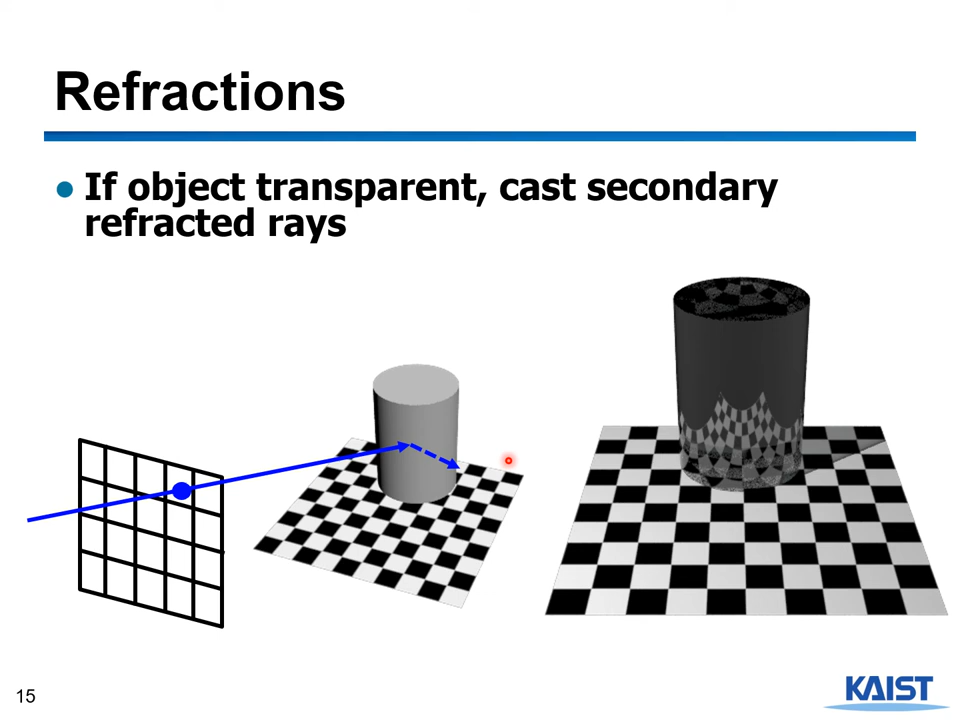 Refractions
● If object transparent, cast secondary
refracted rays
15
KAIST